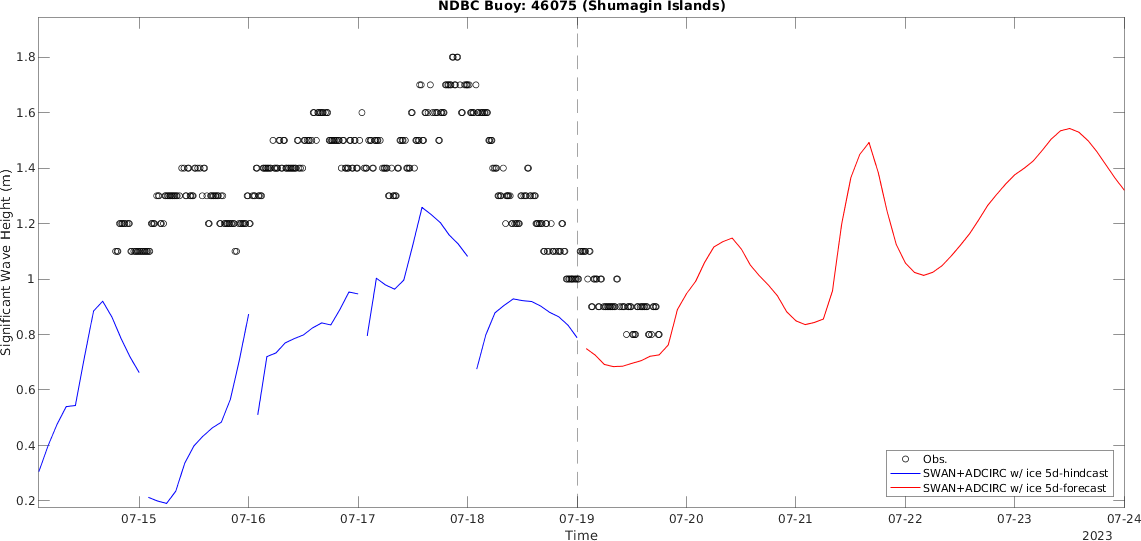 NDBC Buoy: 46075 (Shumagin Islands)
Significant Wave Height (m)
1.8
1.6
1.4
1.2
1
0.8
0.6
0.4
0.2
Obs.
SWAN+ADCIRC w/ ice 5d-hindcast
SWAN+ADCIRC w/ ice 5d-forecast
07-15 07-16 07-17 07-18 07-19 07-20 07-21 07-22 07-23 07-24
Time
2023